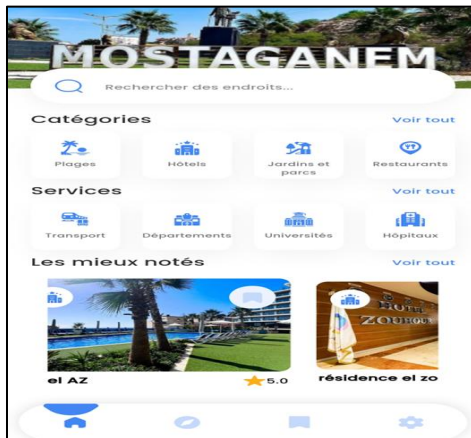 MOSTAGANEM
Rechercher des endroits...
Catégories
Voir tout
Plages
Hôtels
Jardins et
parcs
Restaurants
Services
Voir tout
Transport
Départements
Universités
Hôpitaux
Les mieux notés
Voir tout
HOTEL
el AZ
5.0
résidence el zo